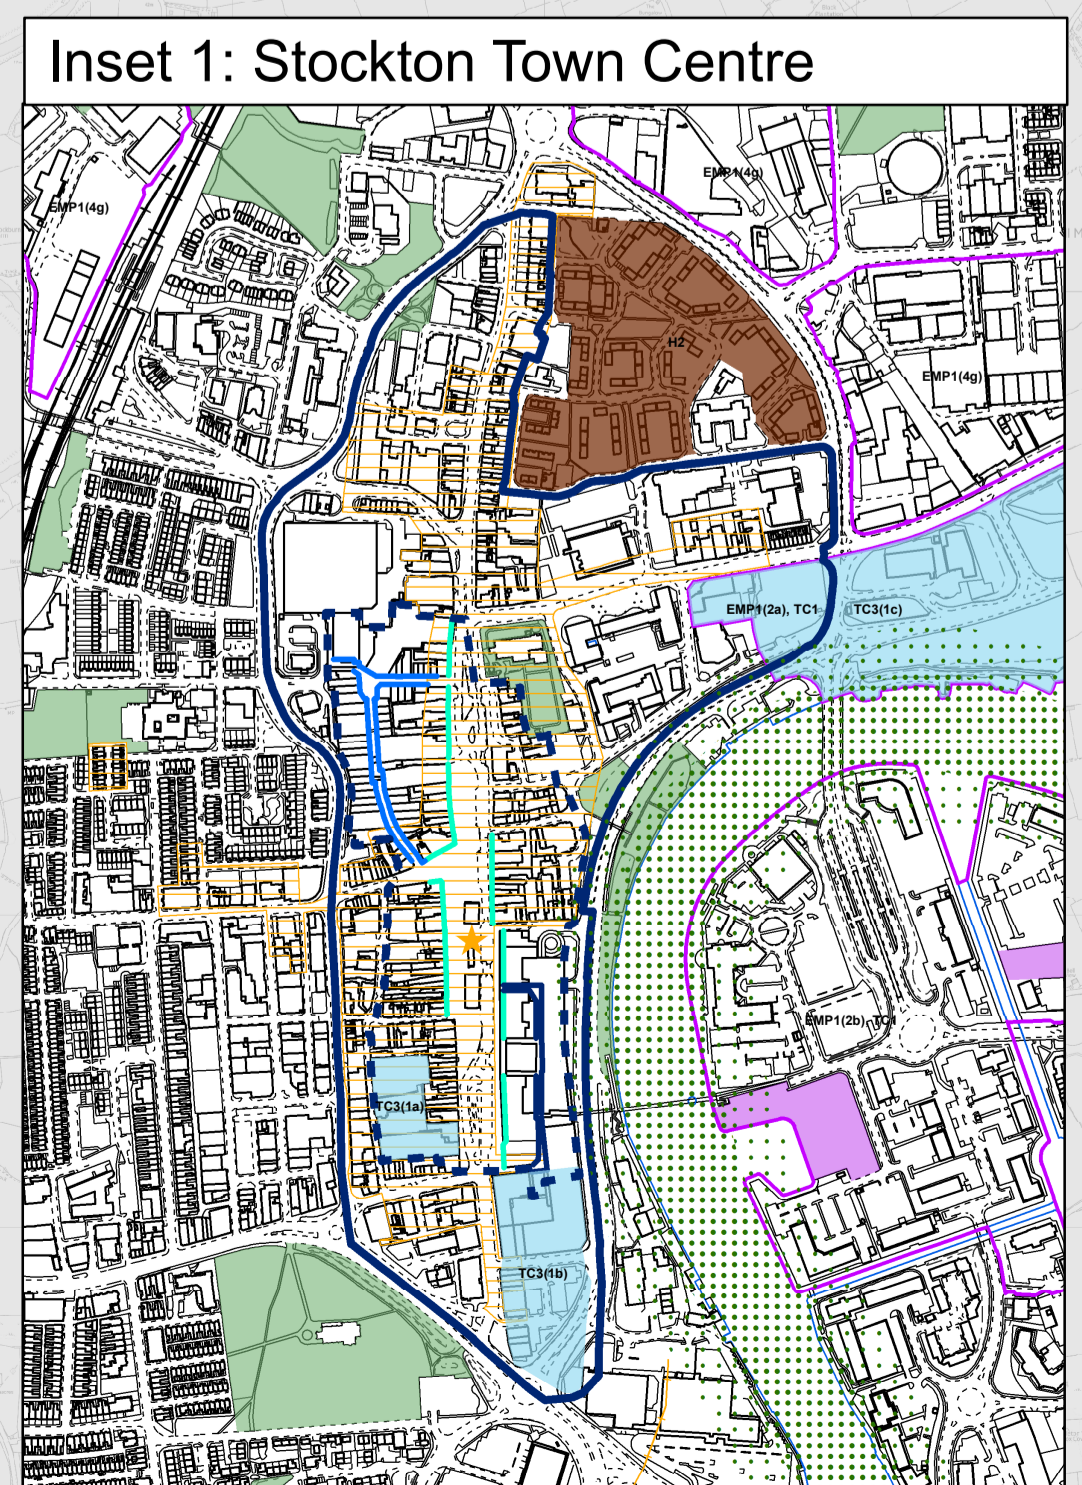 Inset 1: Stockton Town Centre
EMP1(4g)
EMP1(4g)
H2
EMP1(4g)
EMP1(2a), TC1
TC3(1c)
EMP1(2b), TC1
TC3(1a)
TC3(1b)